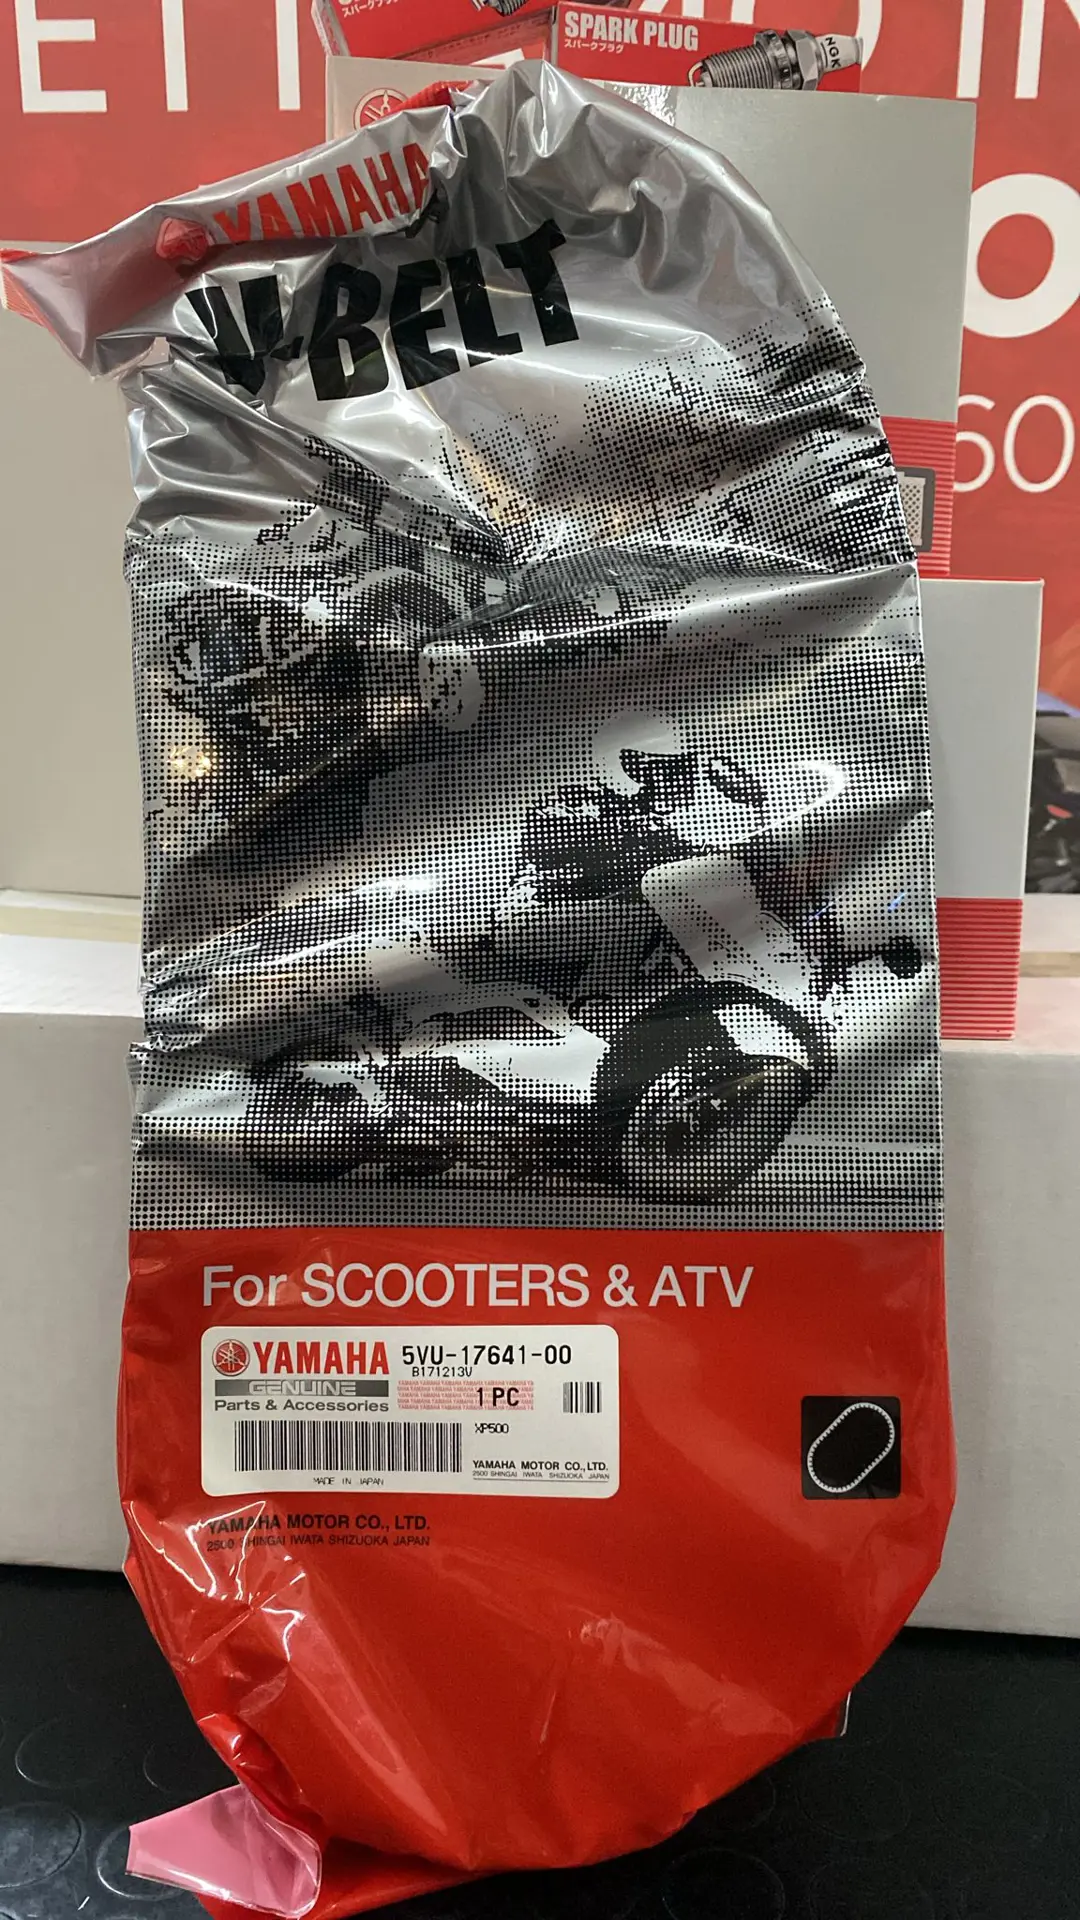 SPARK PLUG
スパークプラグ
NGK
YAMAHA
V-BELT
60
For SCOOTERS & ATV
YAMAHA 5VU-17641-00
B171213V
GENUINE
Parts & Accessories
1 PC
XP500
MADE IN JAPAN
YAMAHA MOTOR CO., LTD.
2500 SHINGAI IWATA SHIZUOKA JAPAN
YAMAHA MOTOR CO., LTD.
2500 SHINGAI IWATA SHIZUOKA JAPAN